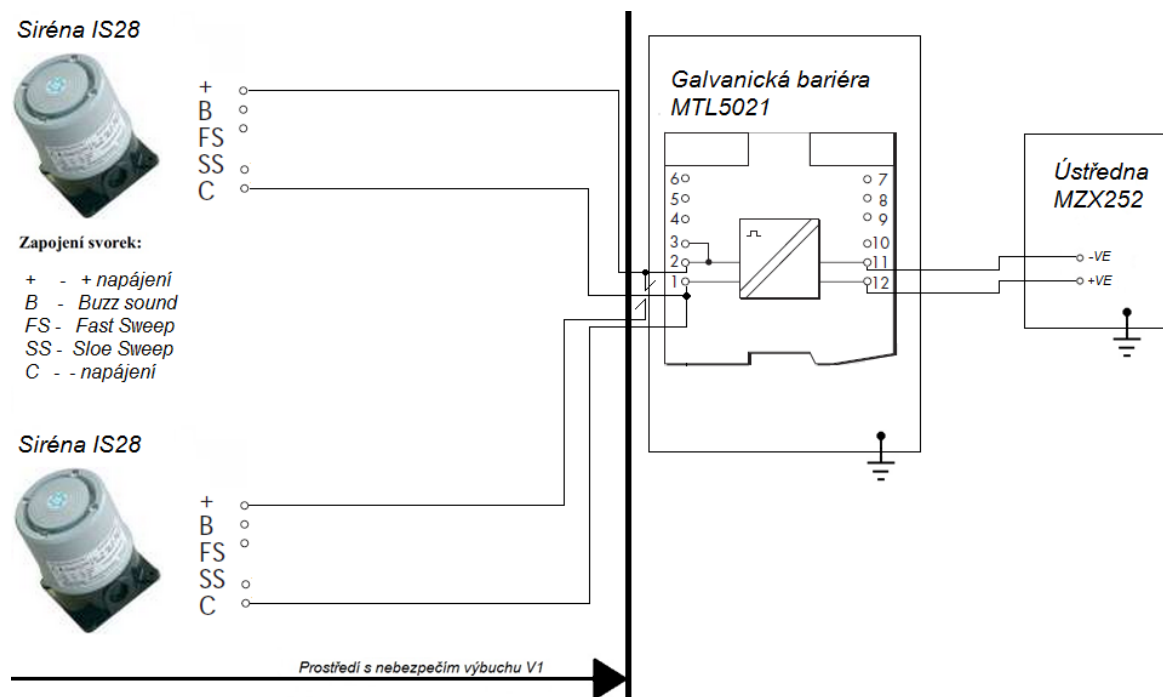 Siréna IS28
+
B
FS
SS
C
Zapojení svorek:
+ - + napájení
B - Buzz sound
FS - Fast Sweep
SS - Sloe Sweep
C - - napájení
Siréna IS28
+
B
FS
SS
C
Prostředí s nebezpečím výbuchu V1
Galvanická bariéra
MTL5021
6
5
4
3
2
1
7
8
9
10
11
12
Ústředna
MZX252
-VE
+VE